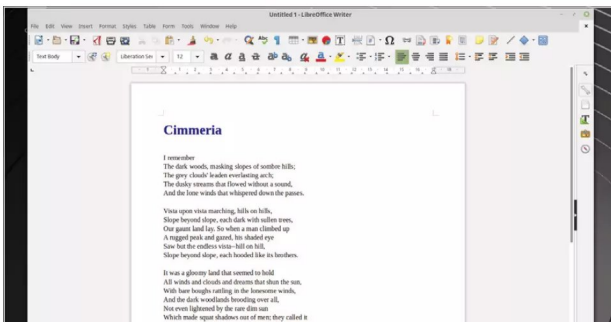 Untitled 1 - LibreOffice Writer
File Edit View Insert Format Styles Table Form Tools Window Help
Text Body Liberation Ser 12
Cimmeria
I remember
The dark woods, masking slopes of sombre hills;
The grey clouds' leaden everlasting arch;
The dusky streams that flowed without a sound,
And the lone winds that whispered down the passes.
Vista upon vista marching, hills on hills,
Slope beyond slope, each dark with sullen trees,
Our gaunt land lay. So when a man climbed up
A rugged peak and gazed, his shaded eye
Saw but the endless vista--hill on hill,
Slope beyond slope, each hooded like its brothers.
It was a gloomy land that seemed to hold
All winds and clouds and dreams that shun the sun,
With bare boughs rattling in the lonesome winds,
And the dark woodlands brooding over all,
Not even lightened by the rare dim sun
Which made squat shadows out of men; they called it